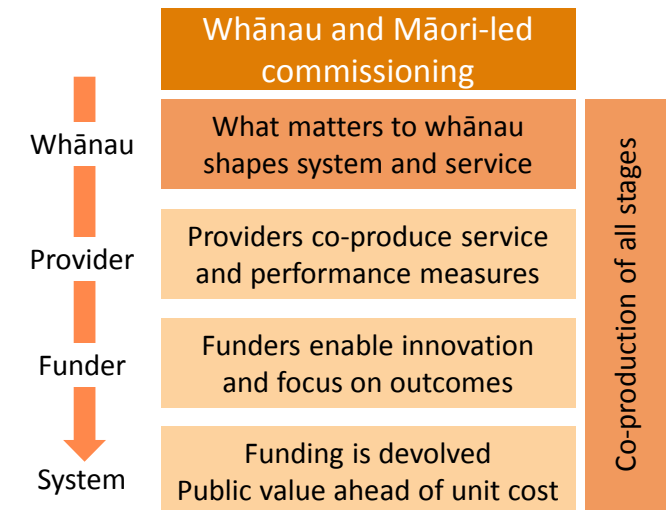 Whānau and Māori-led
commissioning
Whānau
What matters to whānau
shapes system and service
Provider
Providers co-produce service
and performance measures
Funder
Funders enable innovation
and focus on outcomes
System
Funding is devolved
Public value ahead of unit cost
Co-production of all stages